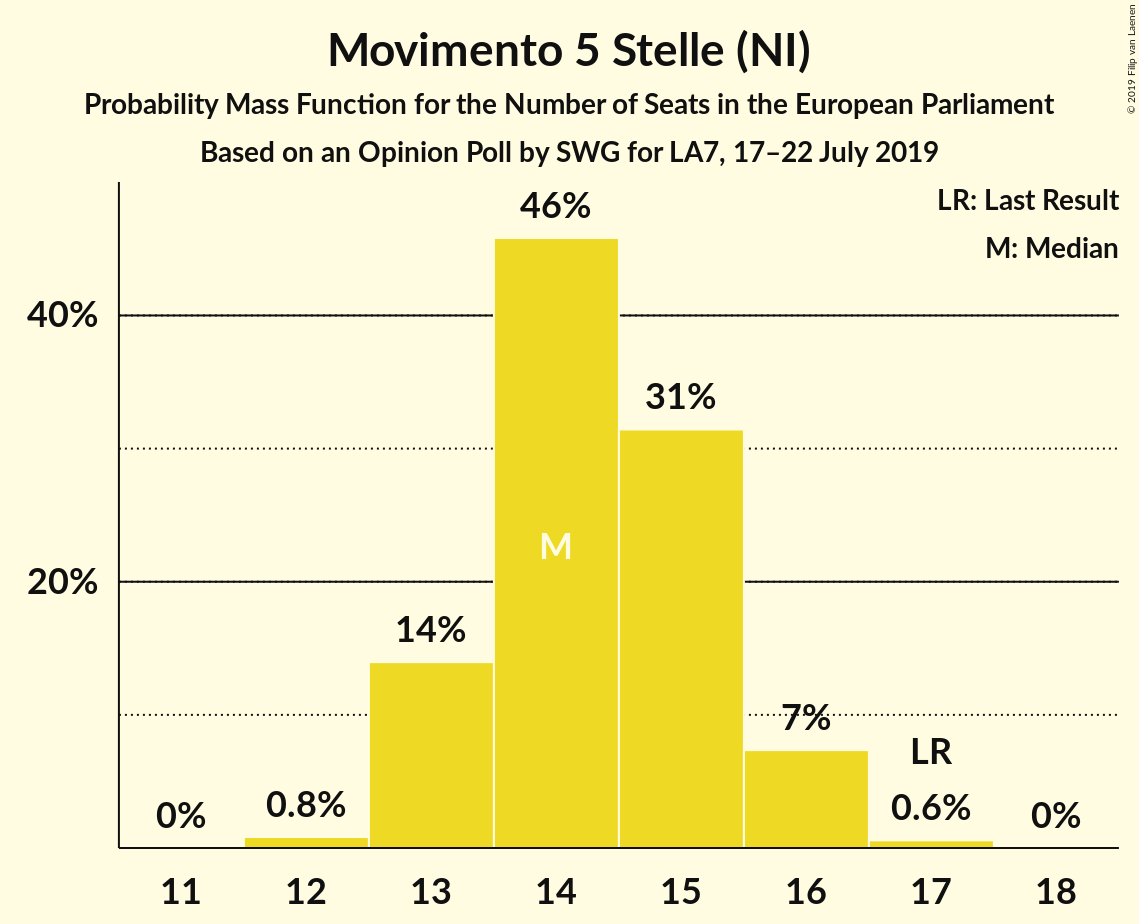 Movimento 5 Stelle (NI)
Probability Mass Function for the Number of Seats in the European Parliament
Based on an Opinion Poll by SWG for LA7, 17–22 July 2019
© 2019 Filip van Laenen
LR: Last Result
M: Median
46%
40%
31%
M
20%
14%
7%
LR
0%
0.8%
0.6%
0%
11 12 13 14 15 16 17 18